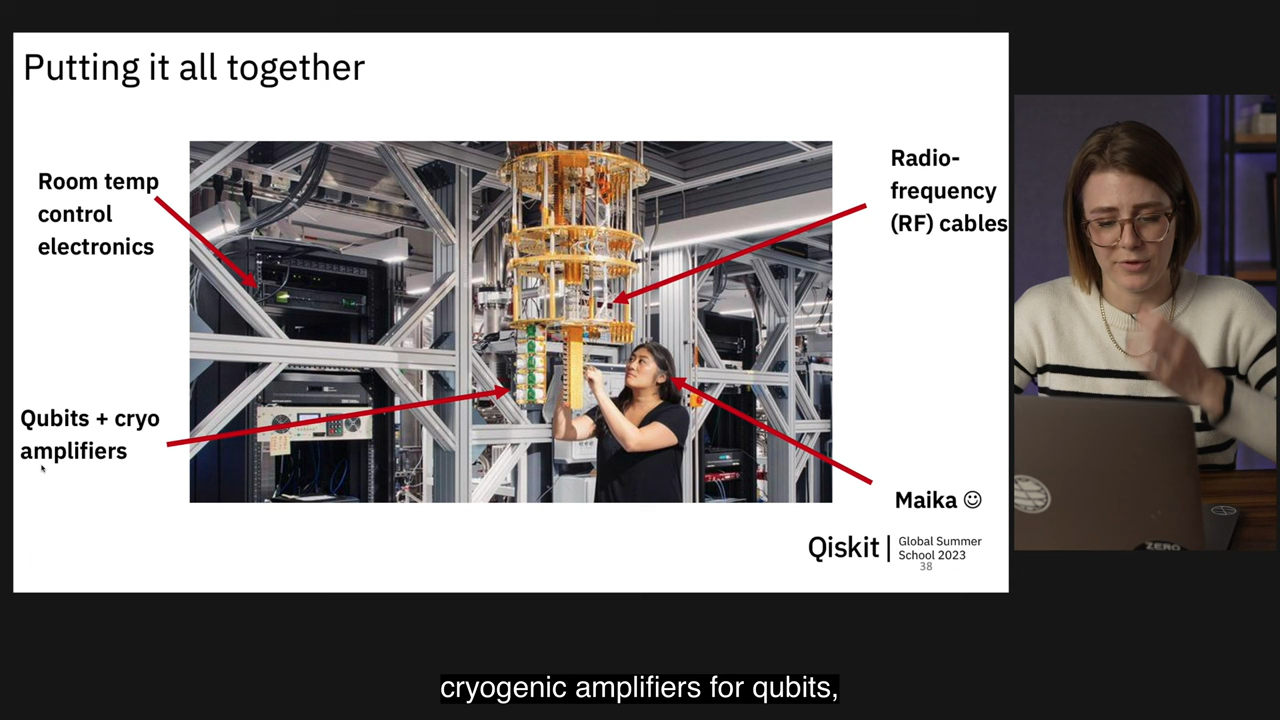 Putting it all together
Room temp
control
electronics
Radio-
frequency
(RF) cables
Qubits + cryo
amplifiers
Maika ☺
Qiskit | Global Summer
School 2023
38
ZERO
cryogenic amplifiers for qubits,